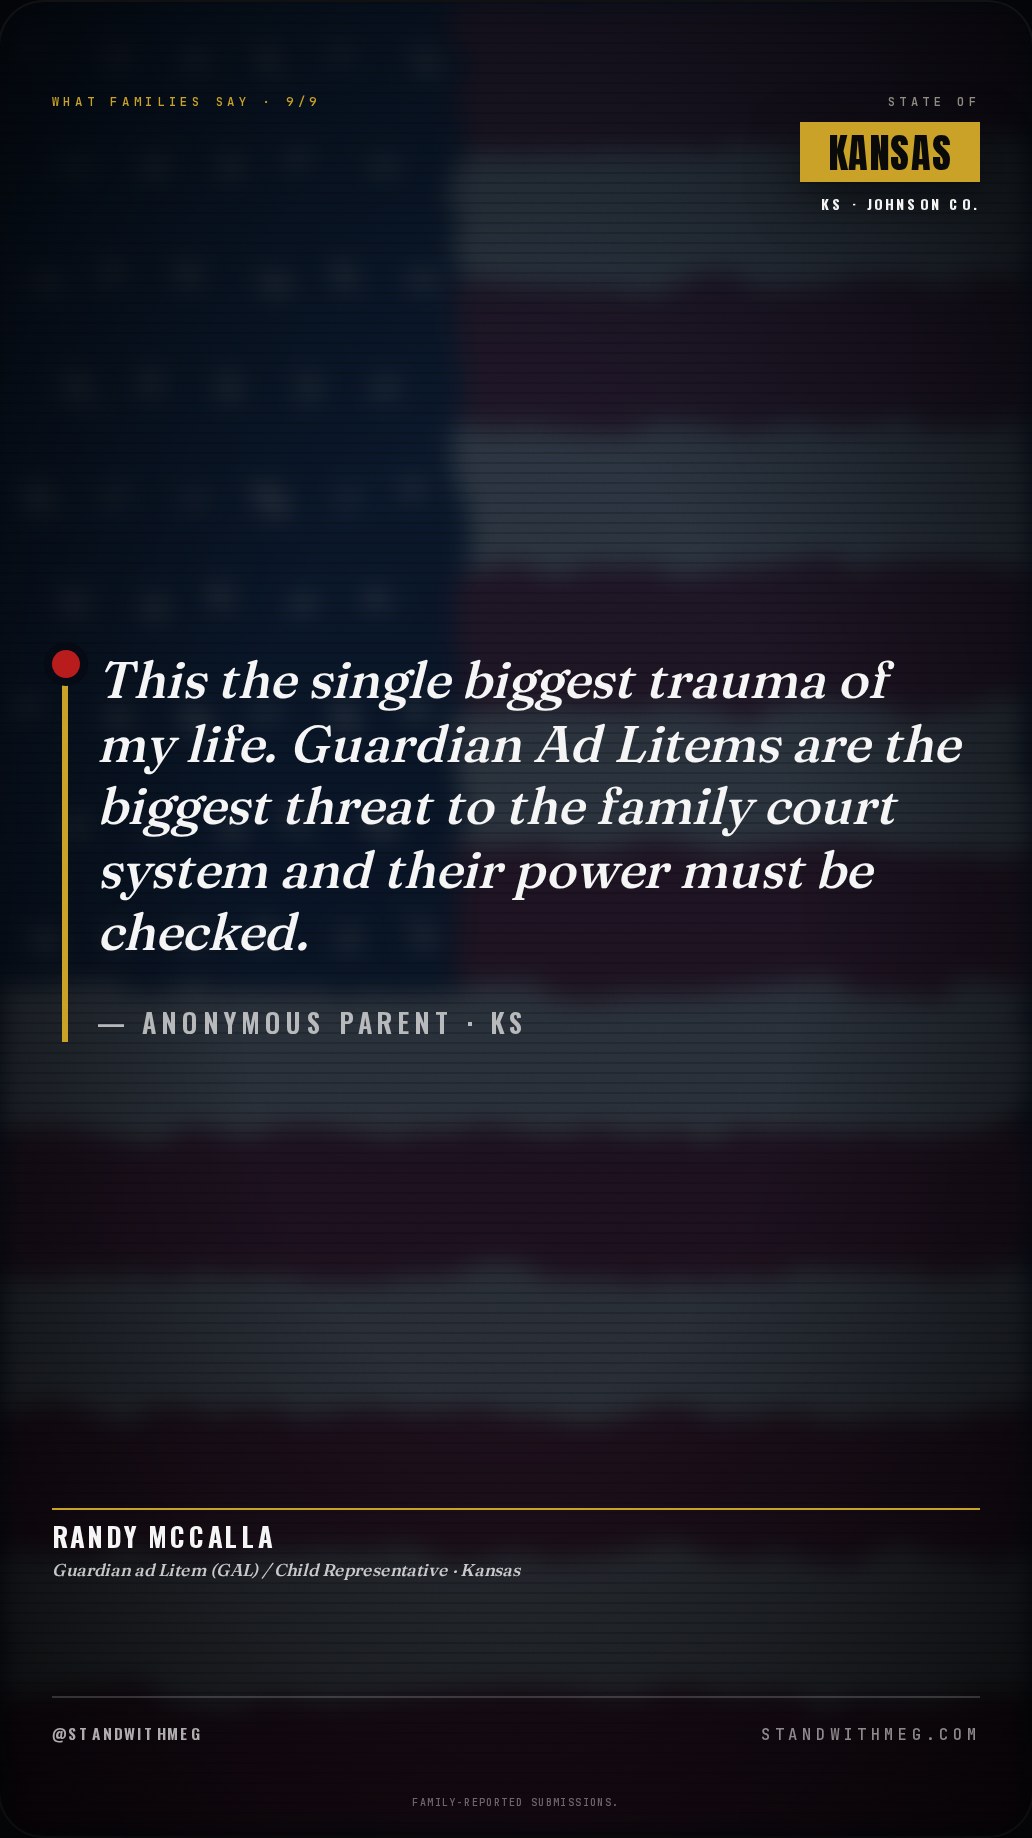 WHAT FAMILIES SAY · 9/9
STATE OF
KANSAS
KS · JOHNSON CO.
This the single biggest trauma of
my life. Guardian Ad Litems are the
biggest threat to the family court
system and their power must be
checked.
— ANONYMOUS PARENT · KS
RANDY MCCALLA
Guardian ad Litem (GAL) / Child Representative · Kansas
@STANDWITHMEG
STANDWITHMEG.COM
FAMILY-REPORTED SUBMISSIONS.